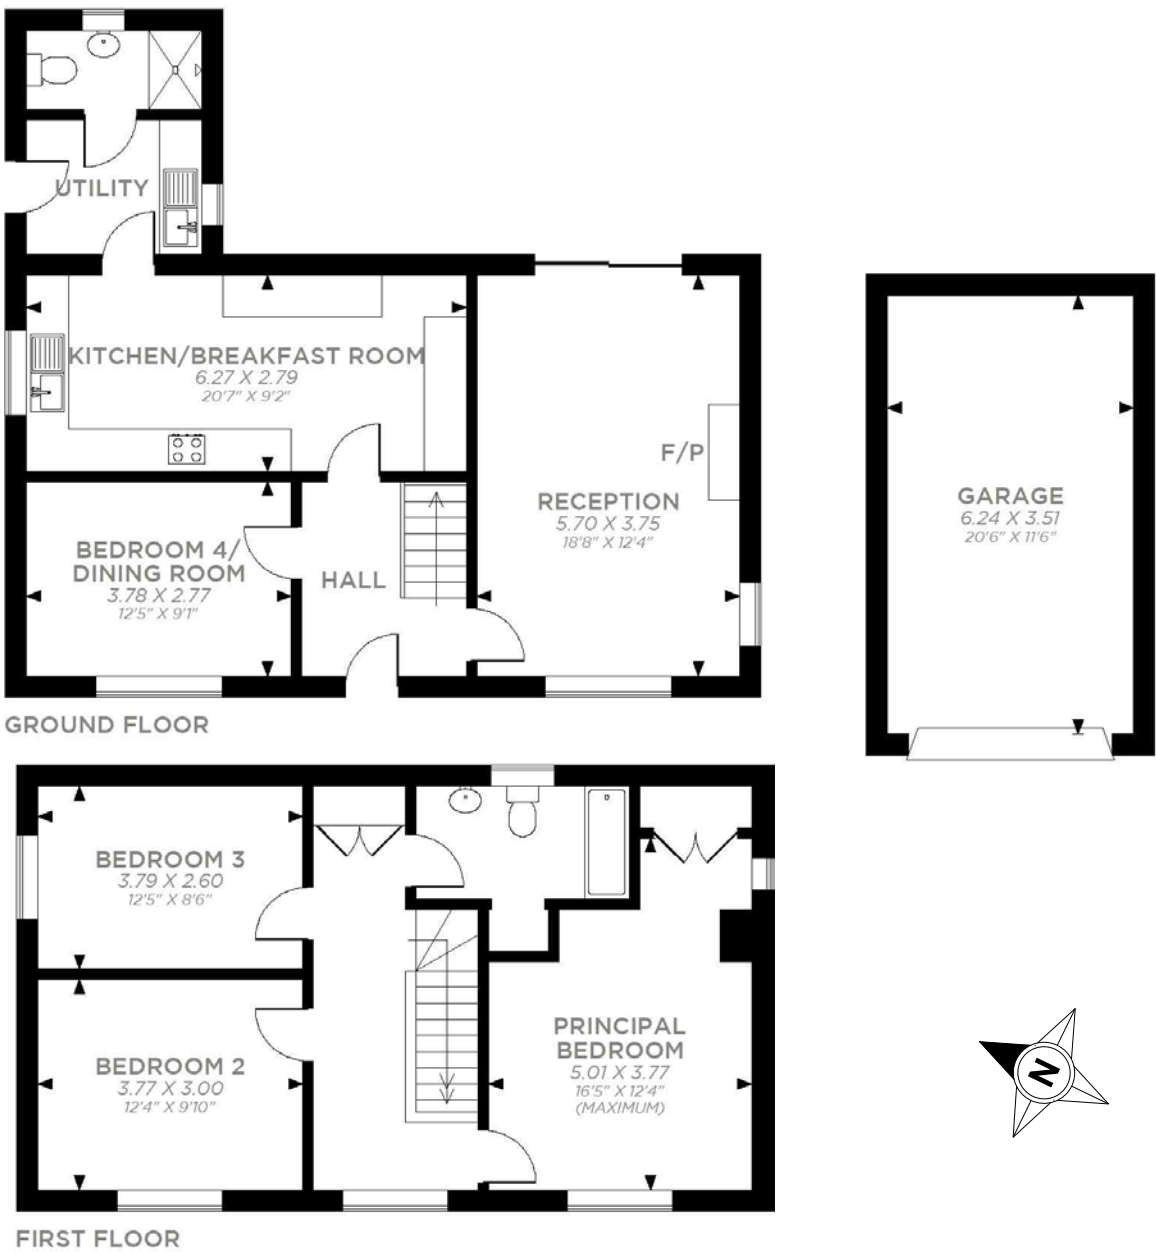 UTILITY
KITCHEN/BREAKFAST ROOM
6.27 X 2.79
20'7" X 9'2"
F/P
RECEPTION
5.70 X 3.75
18'8" X 12'4"
BEDROOM 4/
DINING ROOM
3.78 X 2.77
12'5" X 9'1"
HALL
GROUND FLOOR
GARAGE
6.24 X 3.51
20'6" X 11'6"
BEDROOM 3
3.79 X 2.60
12'5" X 8'6"
BEDROOM 2
3.77 X 3.00
12'4" X 9'10"
PRINCIPAL
BEDROOM
5.01 X 3.77
16'5" X 12'4"
(MAXIMUM)
N
FIRST FLOOR